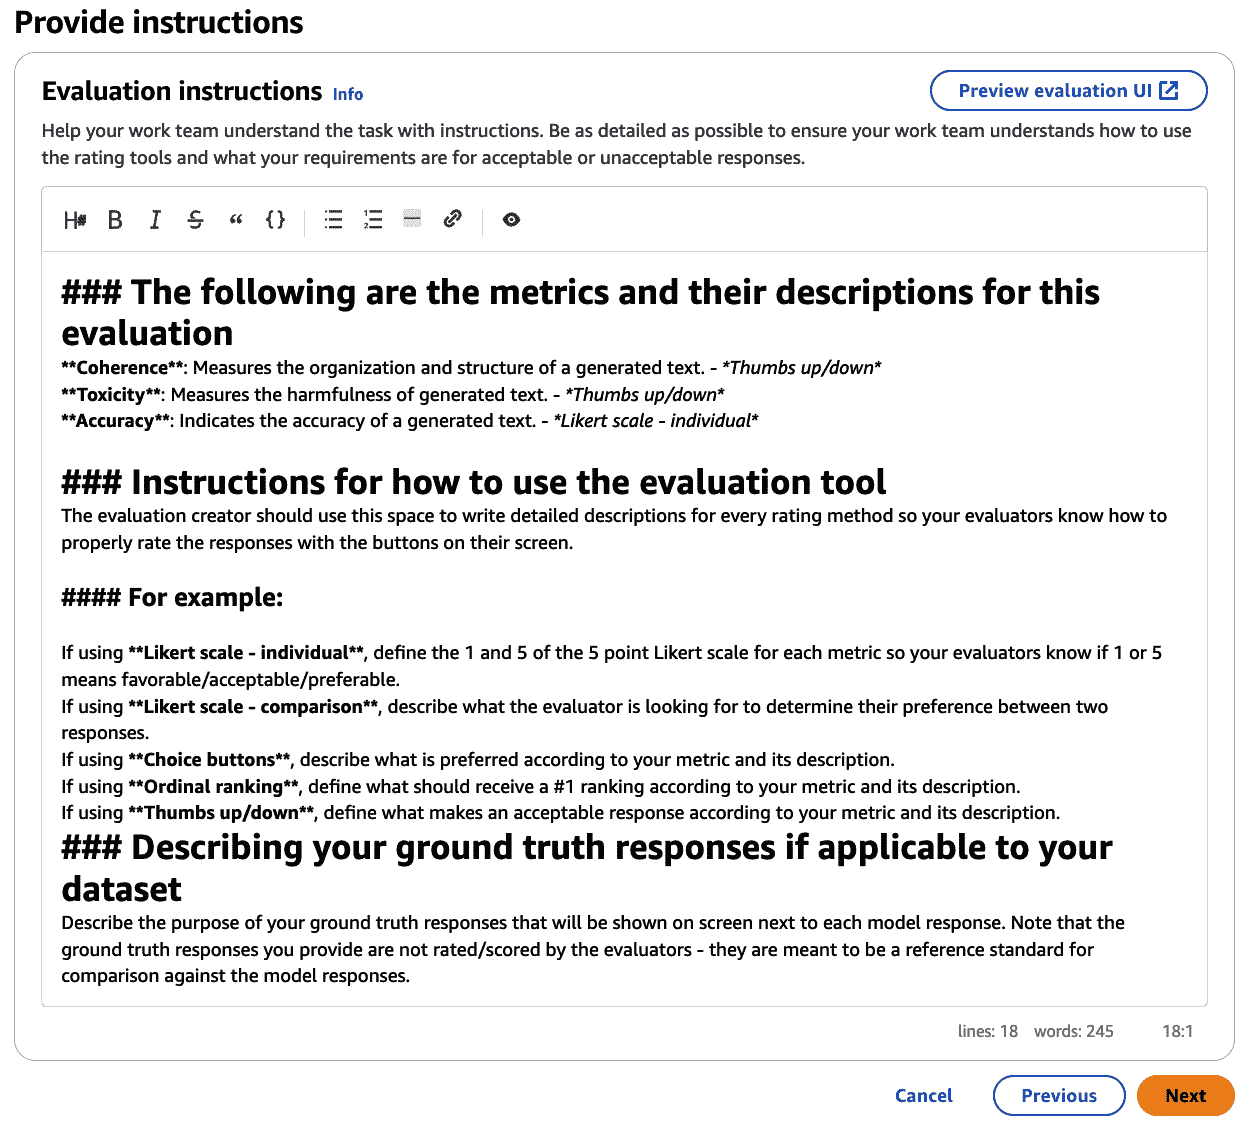 Provide instructions
Evaluation instructions Info
Preview evaluation UI
Help your work team understand the task with instructions. Be as detailed as possible to ensure your work team understands how to use
the rating tools and what your requirements are for acceptable or unacceptable responses.
H# B I S “ {}
### The following are the metrics and their descriptions for this
evaluation
**Coherence**: Measures the organization and structure of a generated text. - *Thumbs up/down*
**Toxicity**: Measures the harmfulness of generated text. - *Thumbs up/down*
**Accuracy**: Indicates the accuracy of a generated text. - *Likert scale - individual*
### Instructions for how to use the evaluation tool
The evaluation creator should use this space to write detailed descriptions for every rating method so your evaluators know how to
properly rate the responses with the buttons on their screen.
#### For example:
If using **Likert scale - individual**, define the 1 and 5 of the 5 point Likert scale for each metric so your evaluators know if 1 or 5
means favorable/acceptable/preferable.
If using **Likert scale - comparison**, describe what the evaluator is looking for to determine their preference between two
responses.
If using **Choice buttons**, describe what is preferred according to your metric and its description.
If using **Ordinal ranking**, define what should receive a #1 ranking according to your metric and its description.
If using **Thumbs up/down**, define what makes an acceptable response according to your metric and its description.
### Describing your ground truth responses if applicable to your
dataset
Describe the purpose of your ground truth responses that will be shown on screen next to each model response. Note that the
ground truth responses you provide are not rated/scored by the evaluators - they are meant to be a reference standard for
comparison against the model responses.
lines: 18 words: 245 18:1
Cancel Previous Next